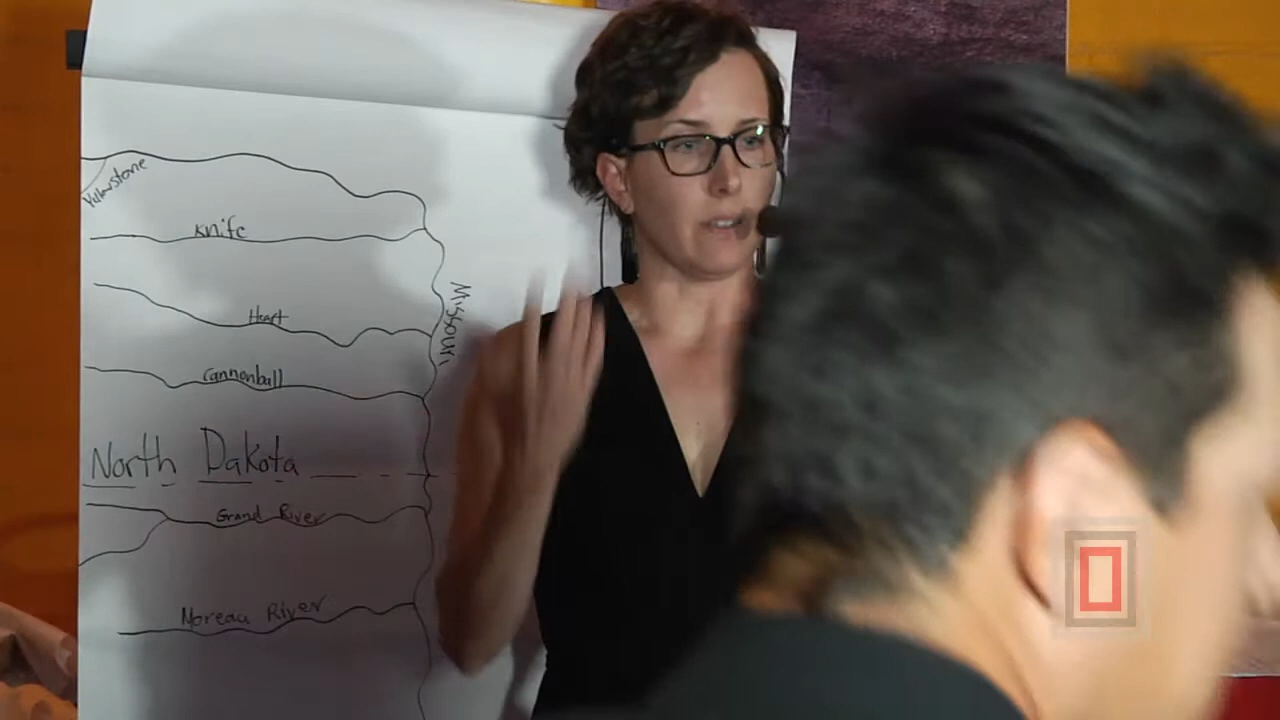 Yellowstone
Knife
Heart
Missouri
Cannonball
North Dakota
Grand River
Moreau River